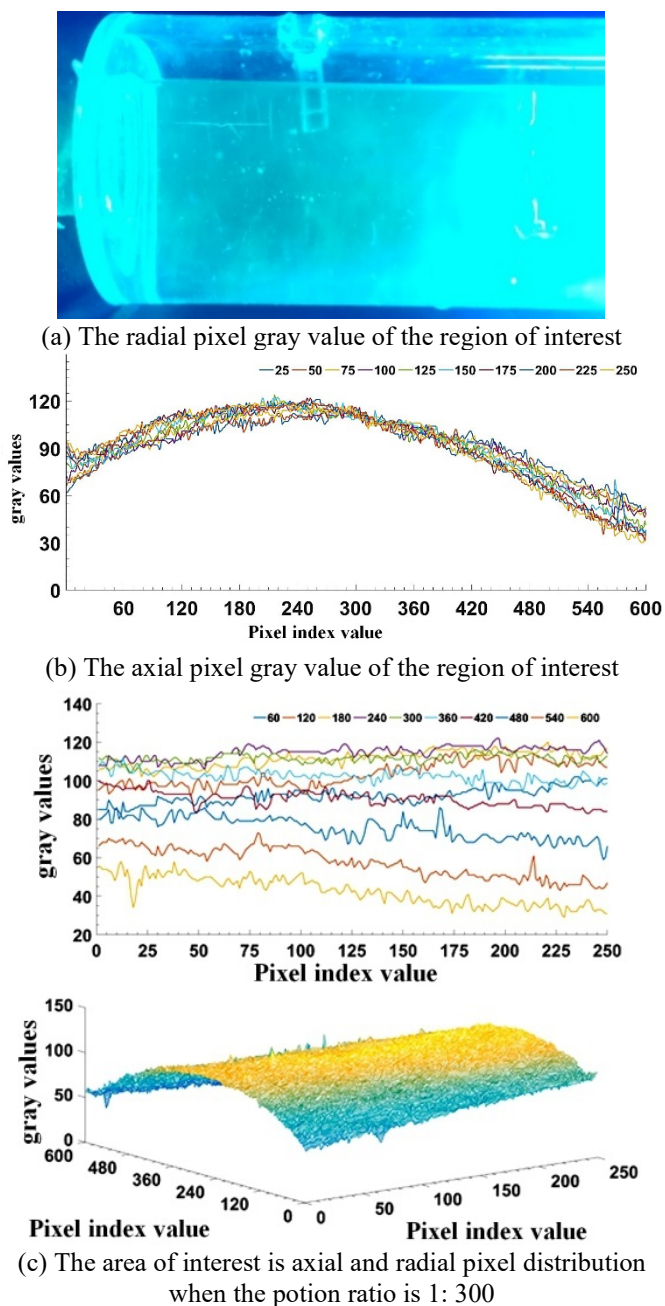 (a) The radial pixel gray value of the region of interest
25 50 75 100 125 150 175 200 225 250
120
90
60
30
0
gray values
60 120 180 240 300 360 420 480 540 600
Pixel index value
(b) The axial pixel gray value of the region of interest
140
60 120 180 240 300 360 420 480 540 600
120
100
80
60
40
20
gray values
0 25 50 75 100 125 150 175 200 225 250
Pixel index value
150
100
50
0
gray values
600 480 360 240 120 0
0 50 100 150 200 250
Pixel index value
Pixel index value
(c) The area of interest is axial and radial pixel distribution
when the potion ratio is 1: 300